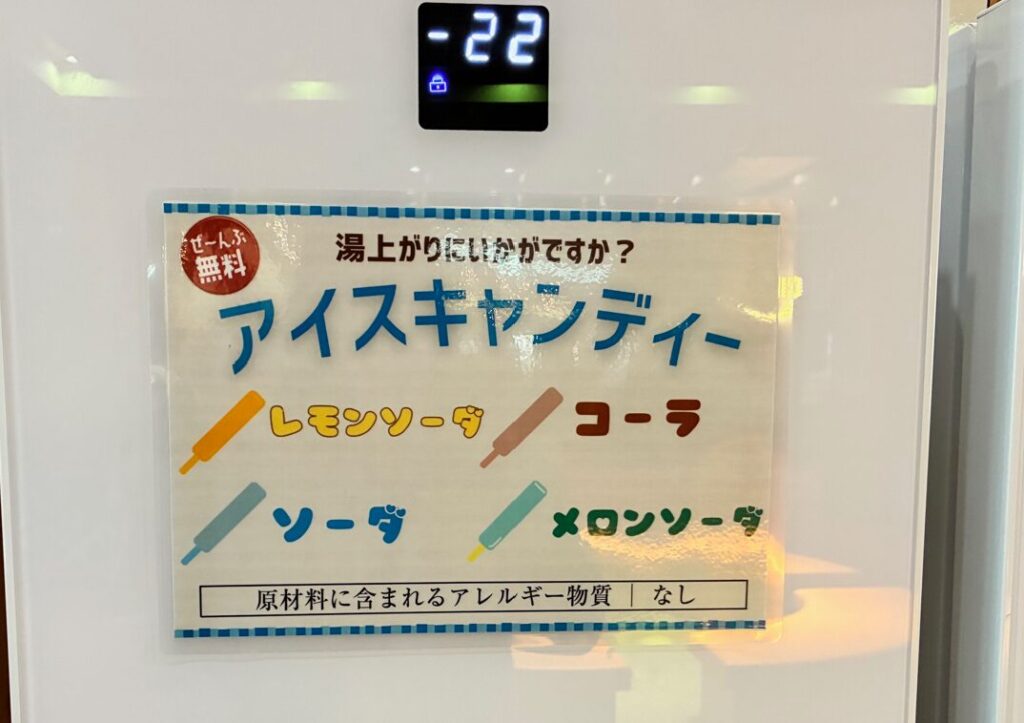 -22
ぜーんぶ
無料
湯上がりにいかがですか？
アイスキャンディー
レモンソーダ
コーラ
ソーダ
メロンソーダ
原材料に含まれるアレルギー物質｜なし